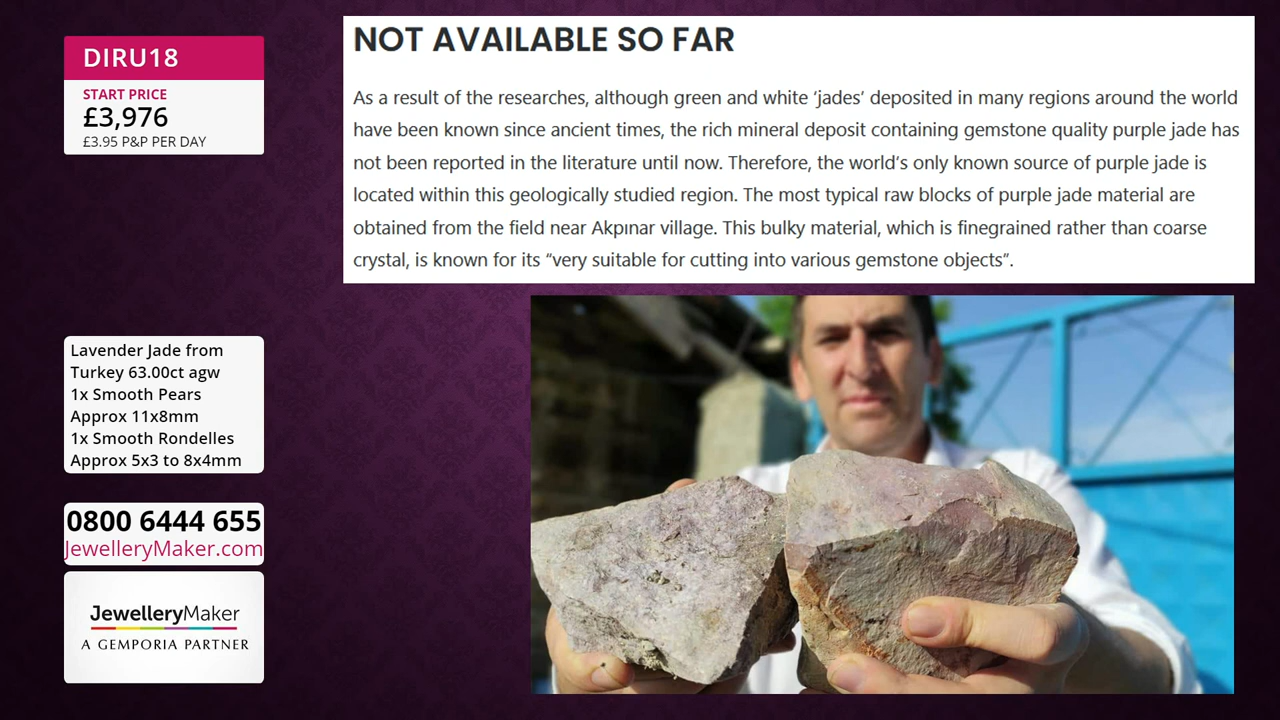 DIRU18
START PRICE
£3,976
£3.95 P&P PER DAY
NOT AVAILABLE SO FAR
As a result of the researches, although green and white ‘jades’ deposited in many regions around the world
have been known since ancient times, the rich mineral deposit containing gemstone quality purple jade has
not been reported in the literature until now. Therefore, the world’s only known source of purple jade is
located within this geologically studied region. The most typical raw blocks of purple jade material are
obtained from the field near Akpınar village. This bulky material, which is finegrained rather than coarse
crystal, is known for its “very suitable for cutting into various gemstone objects”.
Lavender Jade from
Turkey 63.00ct agw
1x Smooth Pears
Approx 11x8mm
1x Smooth Rondelles
Approx 5x3 to 8x4mm
0800 6444 655
JewelleryMaker.com
JewelleryMaker
A GEMPORIA PARTNER